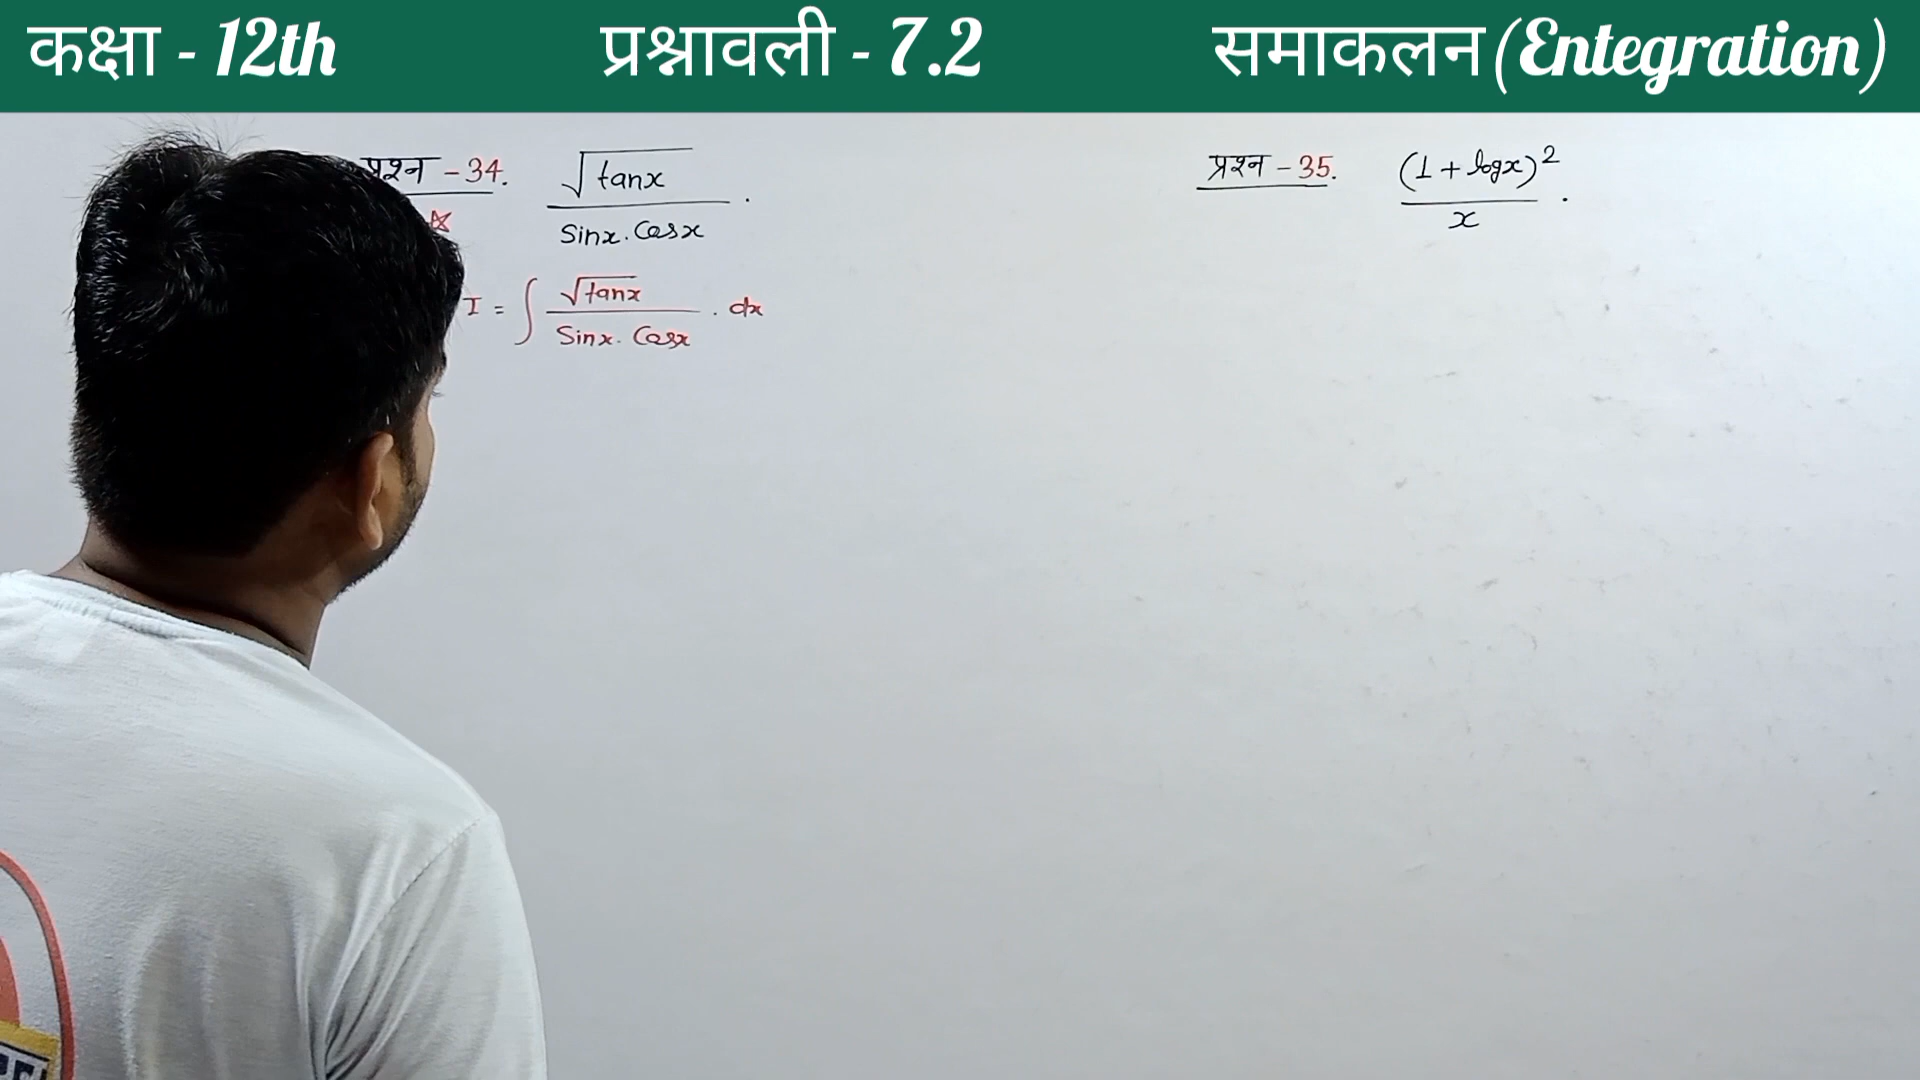 कक्षा - 12th प्रश्नावली - 7.2 समाकलन (Entegration)
प्रश्न - 34. √tanx / Sinx. Cosx .
I = ∫ √tanx / Sinx. Cosx . dx
प्रश्न - 35. (1 + logx)² / x .